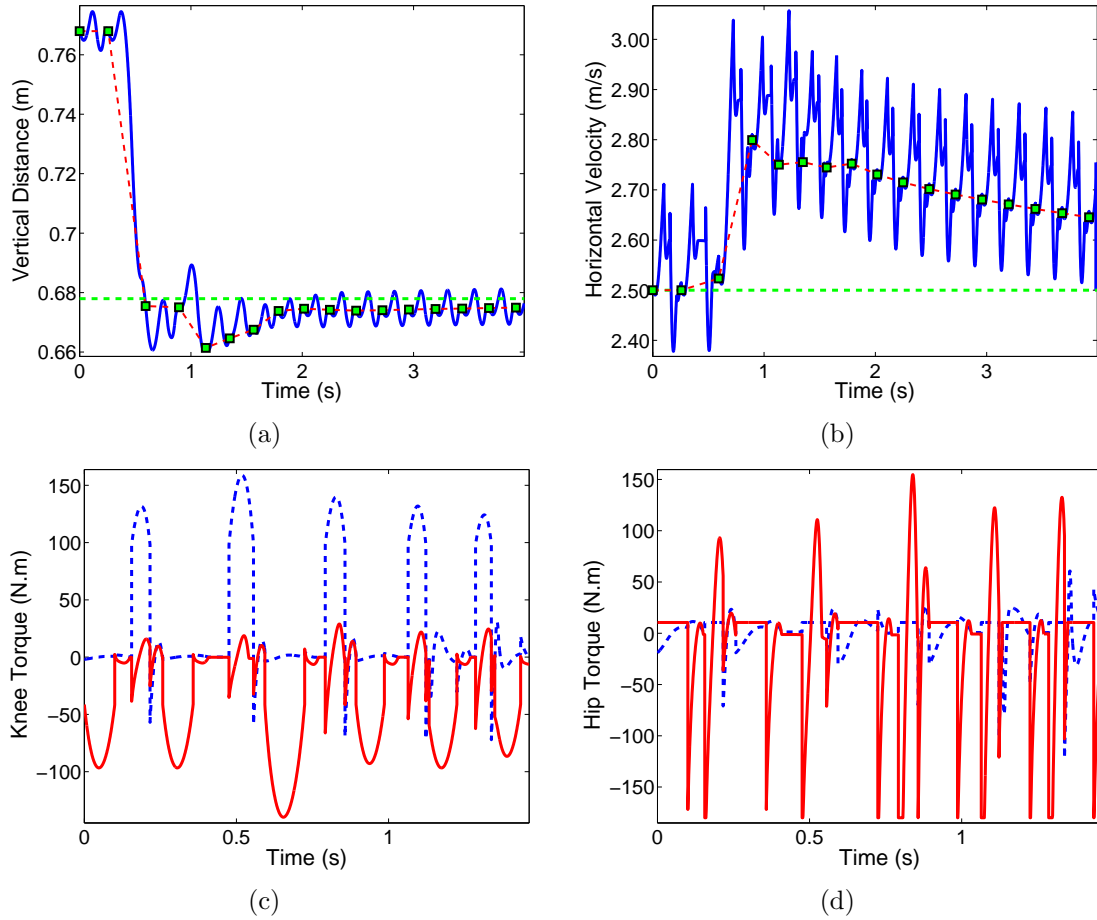 0.76
0.74
0.72
0.7
0.68
0.66
Vertical Distance (m)
0 1 2 3
Time (s)
(a)
3.00
2.90
2.80
2.70
2.60
2.50
2.40
Horizontal Velocity (m/s)
0 1 2 3
Time (s)
(b)
150
100
50
0
−50
−100
Knee Torque (N.m)
0 0.5 1
Time (s)
(c)
150
100
50
0
−50
−100
−150
Hip Torque (N.m)
0 0.5 1
Time (s)
(d)